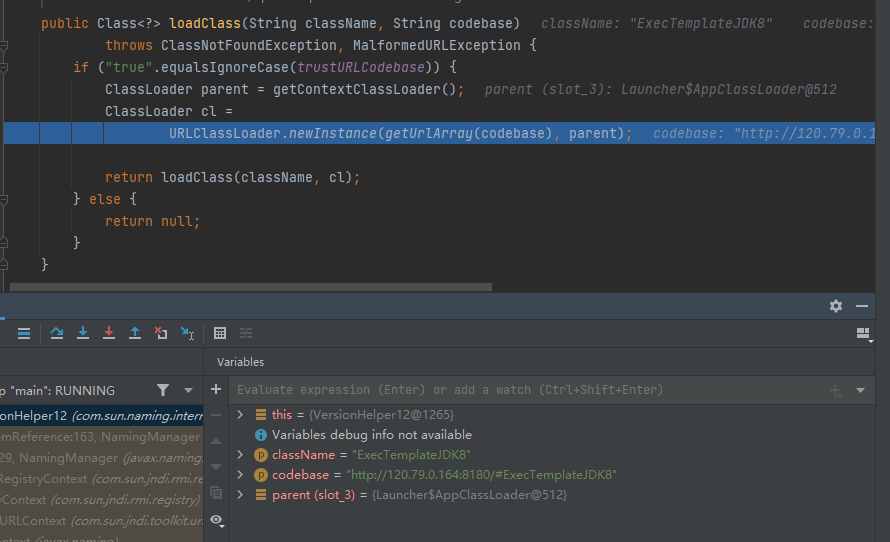 public Class<?> loadClass(String className, String codebase) className: "ExecTemplateJDK8" codebase:
throws ClassNotFoundException, MalformedURLException {
if ("true".equalsIgnoreCase(trustURLCodebase)) {
ClassLoader parent = getContextClassLoader(); parent (slot_3): Launcher$AppClassLoader@512
ClassLoader cl =
URLClassLoader.newInstance(getUrlArray(codebase), parent); codebase: "http://120.79.0.1
return loadClass(className, cl);
} else {
return null;
}
}
Variables
p "main": RUNNING
Evaluate expression (Enter) or add a watch (Ctrl+Shift+Enter)
onHelper12 (com.sun.naming.intern
this = {VersionHelper12@1265}
omReference:163, NamingManager
Variables debug info not available
29, NamingManager (javax.naming.
className = "ExecTemplateJDK8"
RegistryContext (com.sun.jndi.rmi.re
codebase = "http://120.79.0.164:8180/#ExecTemplateJDK8"
yContext (com.sun.jndi.rmi.registry)
parent (slot_3) = {Launcher$AppClassLoader@512}
URLContext (com.sun.jndi.toolkit.ur
ontext (javax.naming)